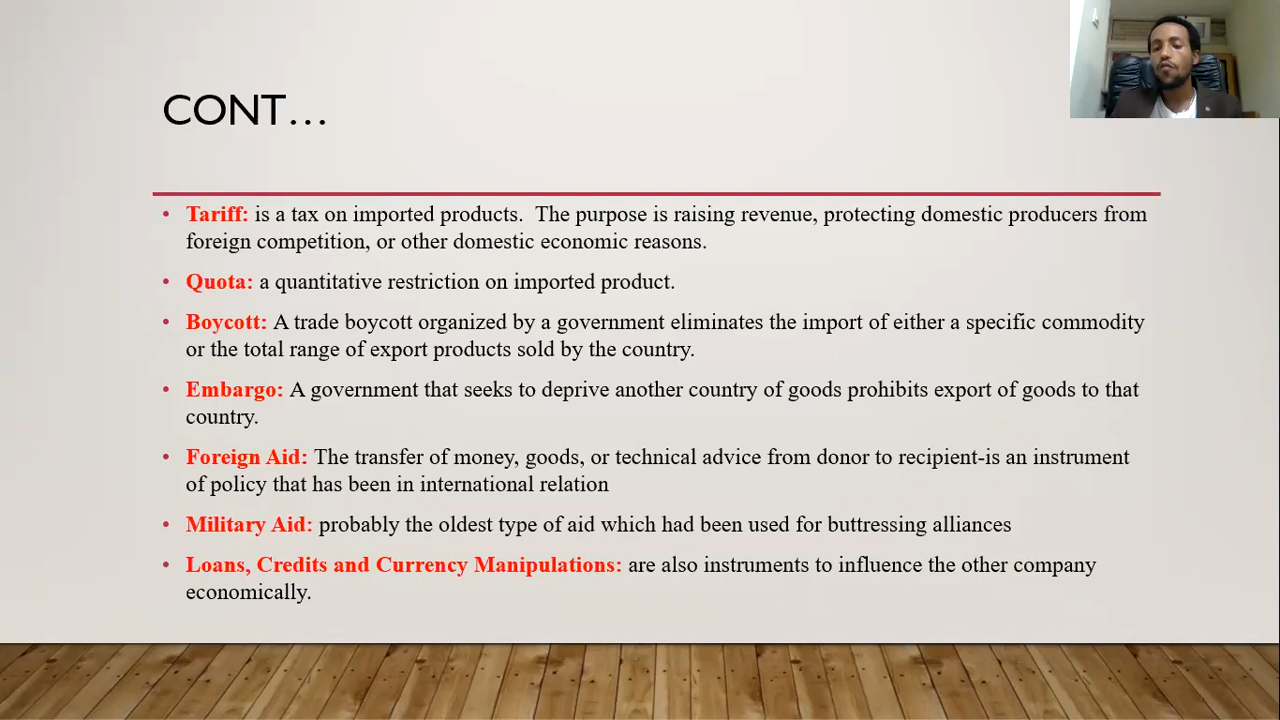 CONT…
• Tariff: is a tax on imported products.  The purpose is raising revenue, protecting domestic producers from
foreign competition, or other domestic economic reasons.
• Quota: a quantitative restriction on imported product.
• Boycott: A trade boycott organized by a government eliminates the import of either a specific commodity
or the total range of export products sold by the country.
• Embargo: A government that seeks to deprive another country of goods prohibits export of goods to that
country.
• Foreign Aid: The transfer of money, goods, or technical advice from donor to recipient-is an instrument
of policy that has been in international relation
• Military Aid: probably the oldest type of aid which had been used for buttressing alliances
• Loans, Credits and Currency Manipulations: are also instruments to influence the other company
economically.